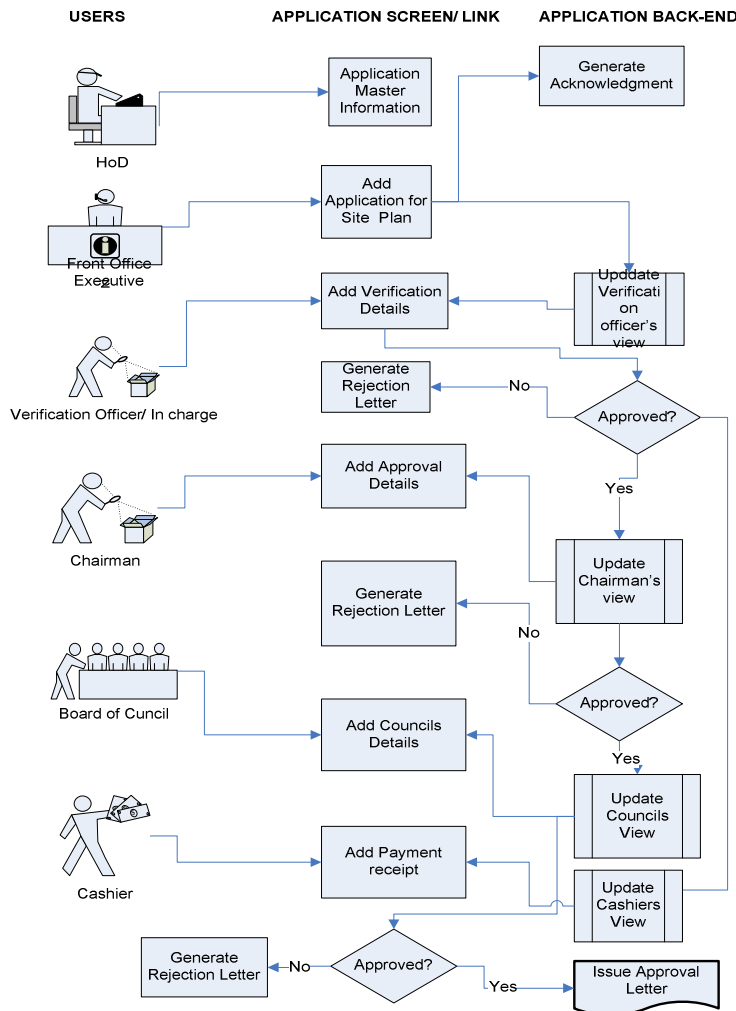 USERS
APPLICATION SCREEN/ LINK
APPLICATION BACK-END
Application
Master
Information
Generate
Acknowledgment
HoD
Add
Application for
Site Plan
Front Office
Executive
2
Upddate
Verificati
on
officer's
view
Add Verification
Details
Verification Officer/ In charge
Generate
Rejection
Letter
No
Approved?
Yes
Add Approval
Details
Chairman
Update
Chairman's
view
Generate
Rejection Letter
No
Approved?
Yes
Board of Cuncil
Add Councils
Details
Update
Councils
View
Cashier
Add Payment
receipt
Update
Cashiers
View
Generate
Rejection Letter
No
Approved?
Yes
Issue Approval
Letter